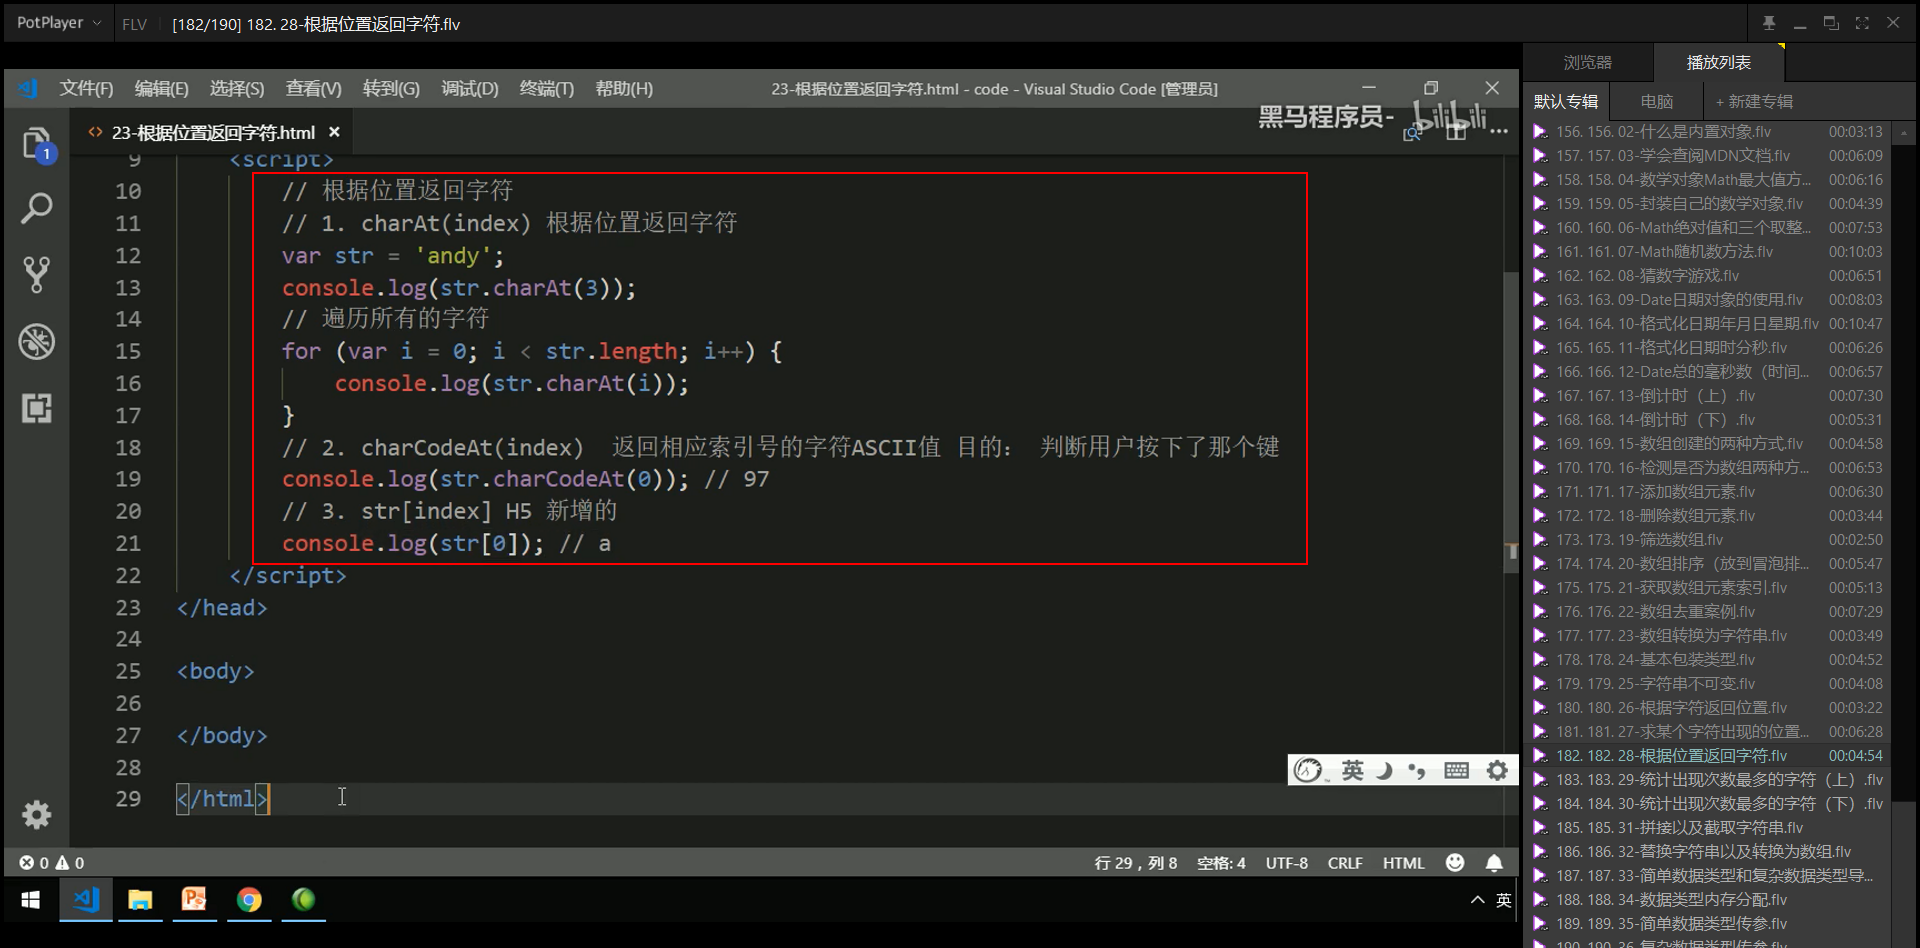 PotPlayer FLV [182/190] 182. 28-根据位置返回字符.flv
文件(F) 编辑(E) 选择(S) 查看(V) 转到(G) 调试(D) 终端(T) 帮助(H) 23-根据位置返回字符.html - code - Visual Studio Code [管理员]
23-根据位置返回字符.html
黑马程序员- bilibili
1
9 <script>
10 // 根据位置返回字符
11 // 1. charAt(index) 根据位置返回字符
12 var str = 'andy';
13 console.log(str.charAt(3));
14 // 遍历所有的字符
15 for (var i = 0; i < str.length; i++) {
16 console.log(str.charAt(i));
17 }
18 // 2. charCodeAt(index) 返回相应索引号的字符ASCII值 目的： 判断用户按下了那个键
19 console.log(str.charCodeAt(0)); // 97
20 // 3. str[index] H5 新增的
21 console.log(str[0]); // a
22 </script>
23 </head>
24
25 <body>
26
27 </body>
28
29 </html>
英
0 0 行 29，列 8 空格: 4 UTF-8 CRLF HTML
英
浏览器 播放列表
默认专辑 电脑 + 新建专辑
156. 156. 02-什么是内置对象.flv 00:03:13
157. 157. 03-学会查阅MDN文档.flv 00:06:09
158. 158. 04-数学对象Math最大值方... 00:06:16
159. 159. 05-封装自己的数学对象.flv 00:04:39
160. 160. 06-Math绝对值和三个取整... 00:07:53
161. 161. 07-Math随机数方法.flv 00:10:03
162. 162. 08-猜数字游戏.flv 00:06:51
163. 163. 09-Date日期对象的使用.flv 00:08:03
164. 164. 10-格式化日期年月日星期.flv 00:10:47
165. 165. 11-格式化日期时分秒.flv 00:06:26
166. 166. 12-Date总的毫秒数（时间... 00:06:57
167. 167. 13-倒计时（上）.flv 00:07:30
168. 168. 14-倒计时（下）.flv 00:05:31
169. 169. 15-数组创建的两种方式.flv 00:04:58
170. 170. 16-检测是否为数组两种方... 00:06:53
171. 171. 17-添加数组元素.flv 00:06:30
172. 172. 18-删除数组元素.flv 00:03:44
173. 173. 19-筛选数组.flv 00:02:50
174. 174. 20-数组排序（放到冒泡排... 00:05:47
175. 175. 21-获取数组元素索引.flv 00:05:13
176. 176. 22-数组去重案例.flv 00:07:29
177. 177. 23-数组转换为字符串.flv 00:03:49
178. 178. 24-基本包装类型.flv 00:04:52
179. 179. 25-字符串不可变.flv 00:04:08
180. 180. 26-根据字符返回位置.flv 00:03:22
181. 181. 27-求某个字符出现的位置... 00:06:28
182. 182. 28-根据位置返回字符.flv 00:04:54
183. 183. 29-统计出现次数最多的字符（上）.flv
184. 184. 30-统计出现次数最多的字符（下）.flv
185. 185. 31-拼接以及截取字符串.flv
186. 186. 32-替换字符串以及转换为数组.flv
187. 187. 33-简单数据类型和复杂数据类型导...
188. 188. 34-数据类型内存分配.flv
189. 189. 35-简单数据类型传参.flv
190. 190. 36-复杂数据类型传参.flv